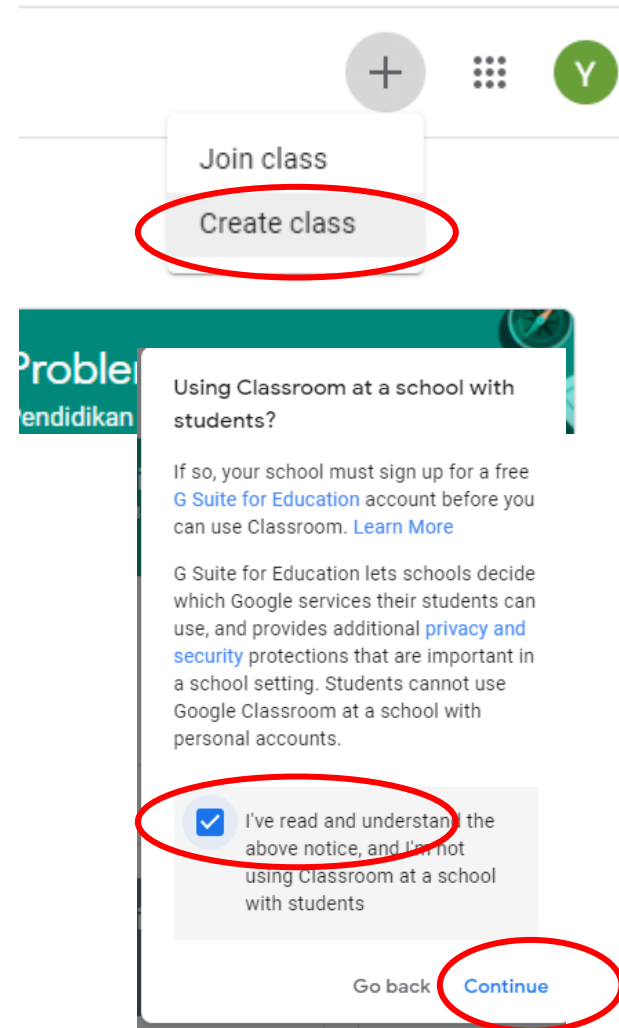 Y
Join class
Create class
Proble
Pendidikan
Using Classroom at a school with
students?
If so, your school must sign up for a free
G Suite for Education account before you
can use Classroom. Learn More
G Suite for Education lets schools decide
which Google services their students can
use, and provides additional privacy and
security protections that are important in
a school setting. Students cannot use
Google Classroom at a school with
personal accounts.
I've read and understand the
above notice, and I'm not
using Classroom at a school
with students
Go back Continue